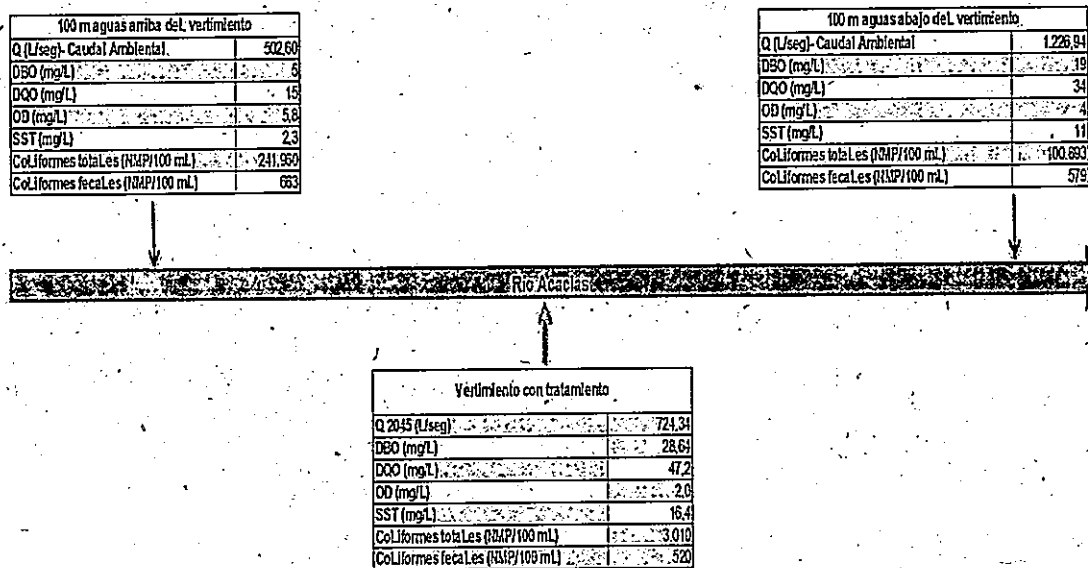 100 m aguas arriba del vertimiento
Q (L/seg)- Caudal Ambiental 502,60
DBO (mg/L) 5
DQO (mg/L) 15
OD (mg/L) 5,8
SST (mg/L) 2,3
Coliformes totales (NMP/100 mL) 241.960
Coliformes fecales (NMP/100 mL) 663
100 m aguas abajo del vertimiento
Q (L/seg)- Caudal Ambiental 1.226,94
DBO (mg/L) 19
DQO (mg/L) 34
OD (mg/L) 4
SST (mg/L) 11
Coliformes totales (NMP/100 mL) 100.693
Coliformes fecales (NMP/100 mL) 579
Río Acacías
Vertimiento con tratamiento
Q 2045 (L/seg) 724,34
DBO (mg/L) 28,64
DQO (mg/L) 47,2
OD (mg/L) 2,0
SST (mg/L) 16,4
Coliformes totales (NMP/100 mL) 3.010
Coliformes fecales (NMP/100 mL) 520